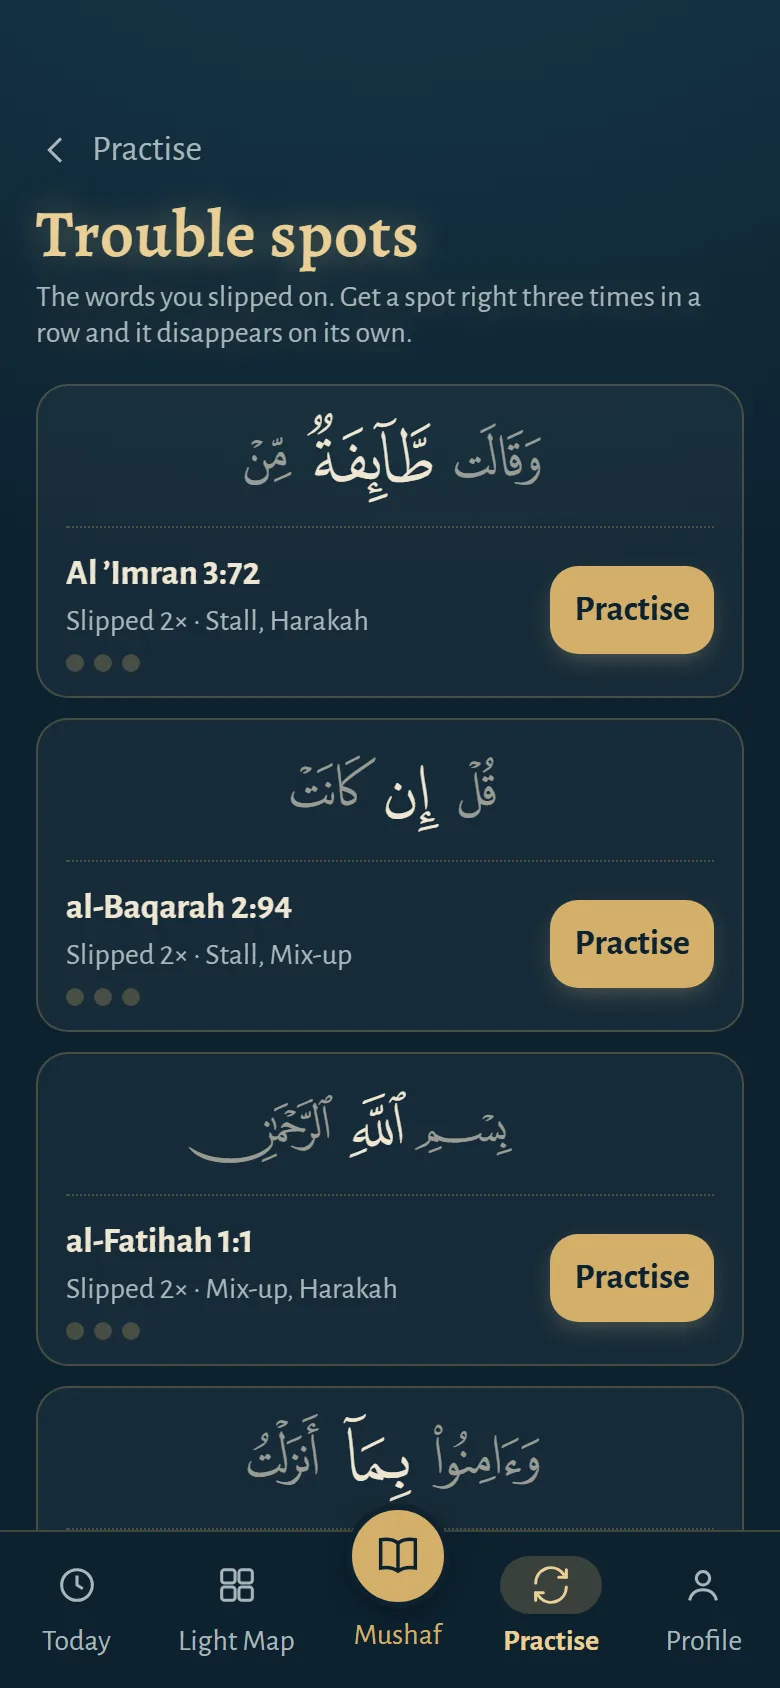 Practise
Trouble spots
The words you slipped on. Get a spot right three times in a
row and it disappears on its own.
وَقَالَت طَّآئِفَةٌ مِّنْ
Al ’Imran 3:72
Slipped 2× · Stall, Harakah
Practise
قُلْ إِن كَانَتْ
al-Baqarah 2:94
Slipped 2× · Stall, Mix-up
Practise
بِسْمِ ٱللَّهِ ٱلرَّحْمَٰنِ
al-Fatihah 1:1
Slipped 2× · Mix-up, Harakah
Practise
وَءَامِنُوا۟ بِمَآ أَنزَلْتُ
Today
Light Map
Mushaf
Practise
Profile